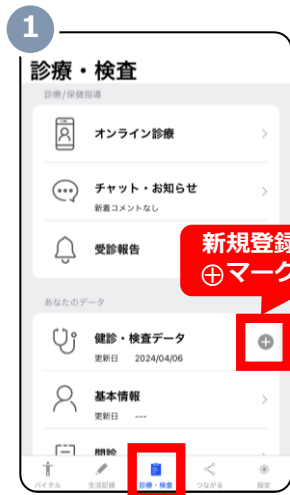 1
診療・検査
診療/保健指導
オンライン診療
チャット・お知らせ
新着コメントなし
受診報告
新規登録
⊕マーク
あなたのデータ
健診・検査データ
更新日 2024/04/06
基本情報
更新日 ---
問診
バイタル 生活記録 診療・検査 つながる 設定